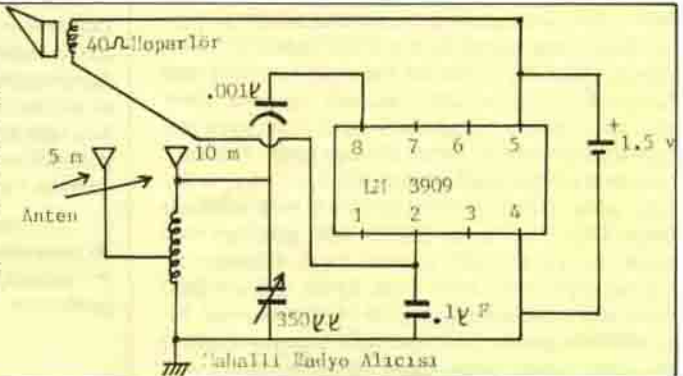 40Ω Hoparlör
.001μ
5 m
10 m
Anten
8 7 6 5
LM 3909
1 2 3 4
+
1.5 v
350μμ
.1μ F
Mahalli Radyo Alıcısı